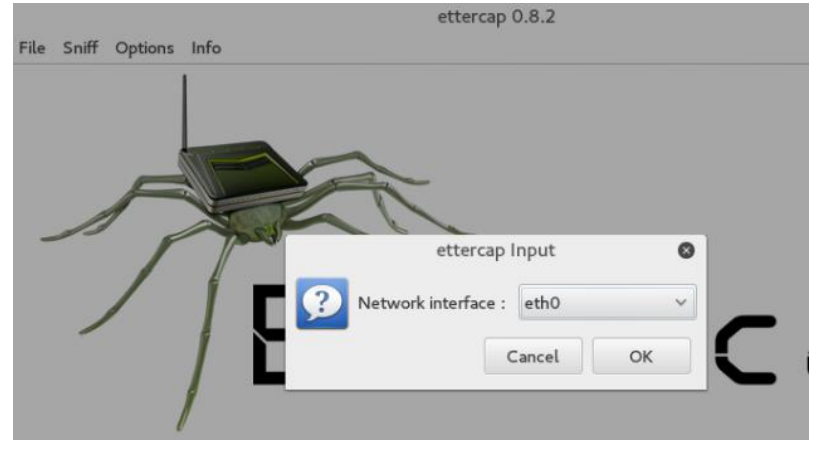 ettercap 0.8.2
File Sniff Options Info
ettercap Input
Network interface : eth0
Cancel OK